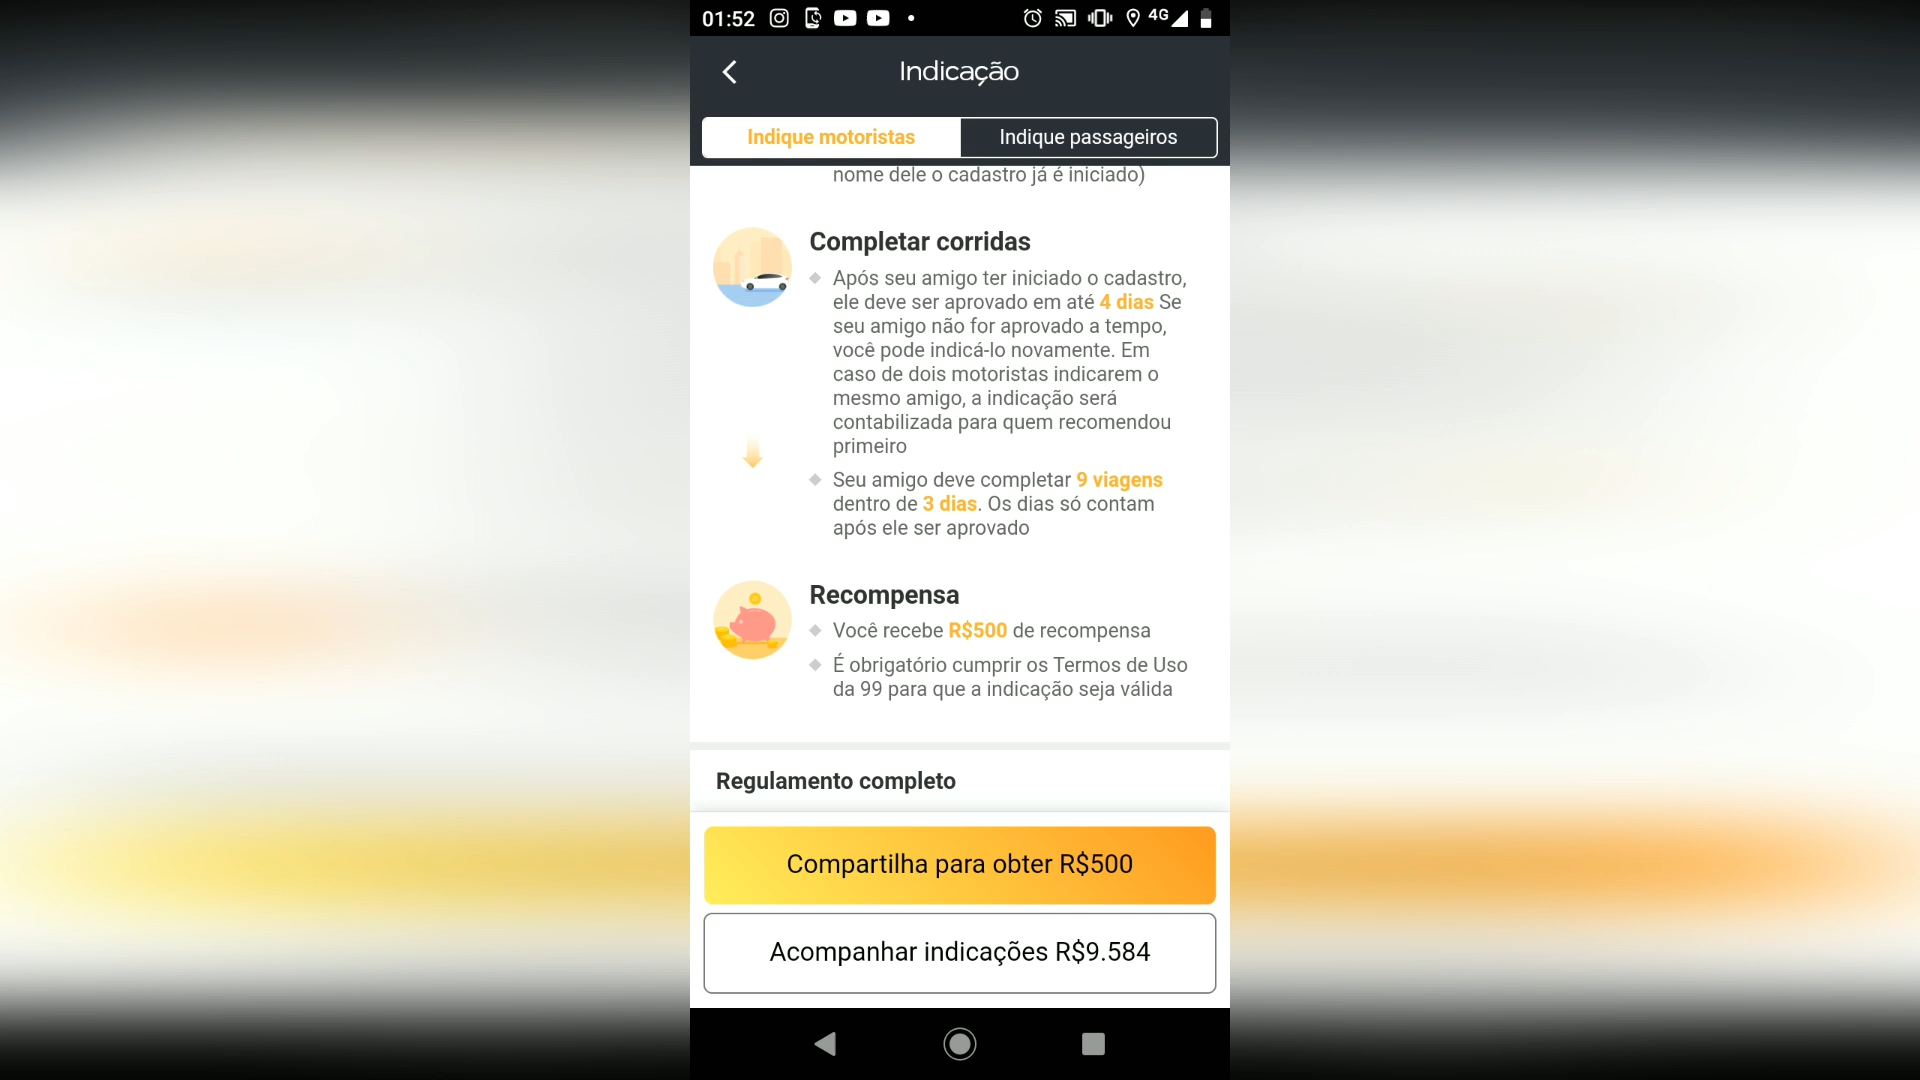 01:52
4G
Indicação
Indique motoristas
Indique passageiros
nome dele o cadastro já é iniciado)
Completar corridas
Após seu amigo ter iniciado o cadastro,
ele deve ser aprovado em até 4 dias Se
seu amigo não for aprovado a tempo,
você pode indicá-lo novamente. Em
caso de dois motoristas indicarem o
mesmo amigo, a indicação será
contabilizada para quem recomendou
primeiro
Seu amigo deve completar 9 viagens
dentro de 3 dias. Os dias só contam
após ele ser aprovado
Recompensa
Você recebe R$500 de recompensa
É obrigatório cumprir os Termos de Uso
da 99 para que a indicação seja válida
Regulamento completo
Compartilha para obter R$500
Acompanhar indicações R$9.584